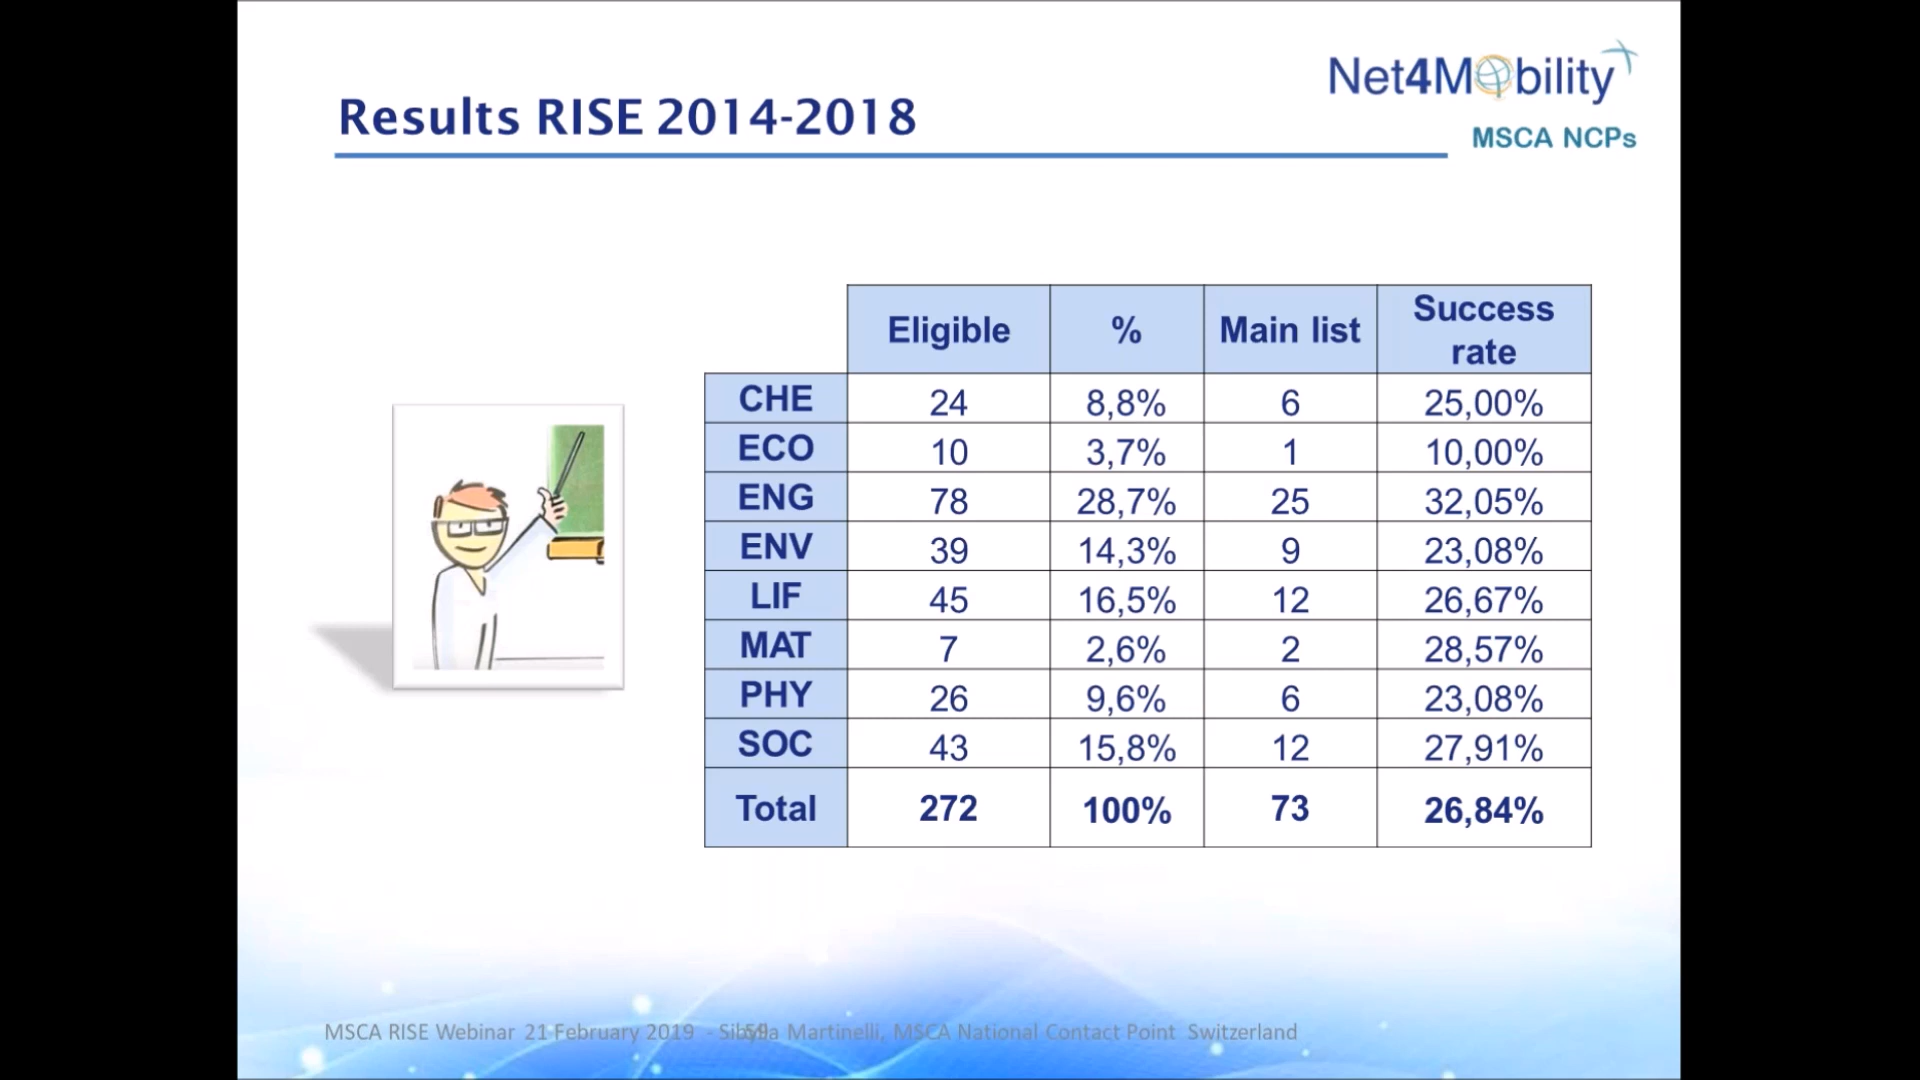 Net4Mobility
MSCA NCPs
Results RISE 2014-2018
Eligible % Main list Success rate
CHE 24 8,8% 6 25,00%
ECO 10 3,7% 1 10,00%
ENG 78 28,7% 25 32,05%
ENV 39 14,3% 9 23,08%
LIF 45 16,5% 12 26,67%
MAT 7 2,6% 2 28,57%
PHY 26 9,6% 6 23,08%
SOC 43 15,8% 12 27,91%
Total 272 100% 73 26,84%
MSCA RISE Webinar 21 February 2019 - Sibylla Martinelli, MSCA National Contact Point Switzerland
59